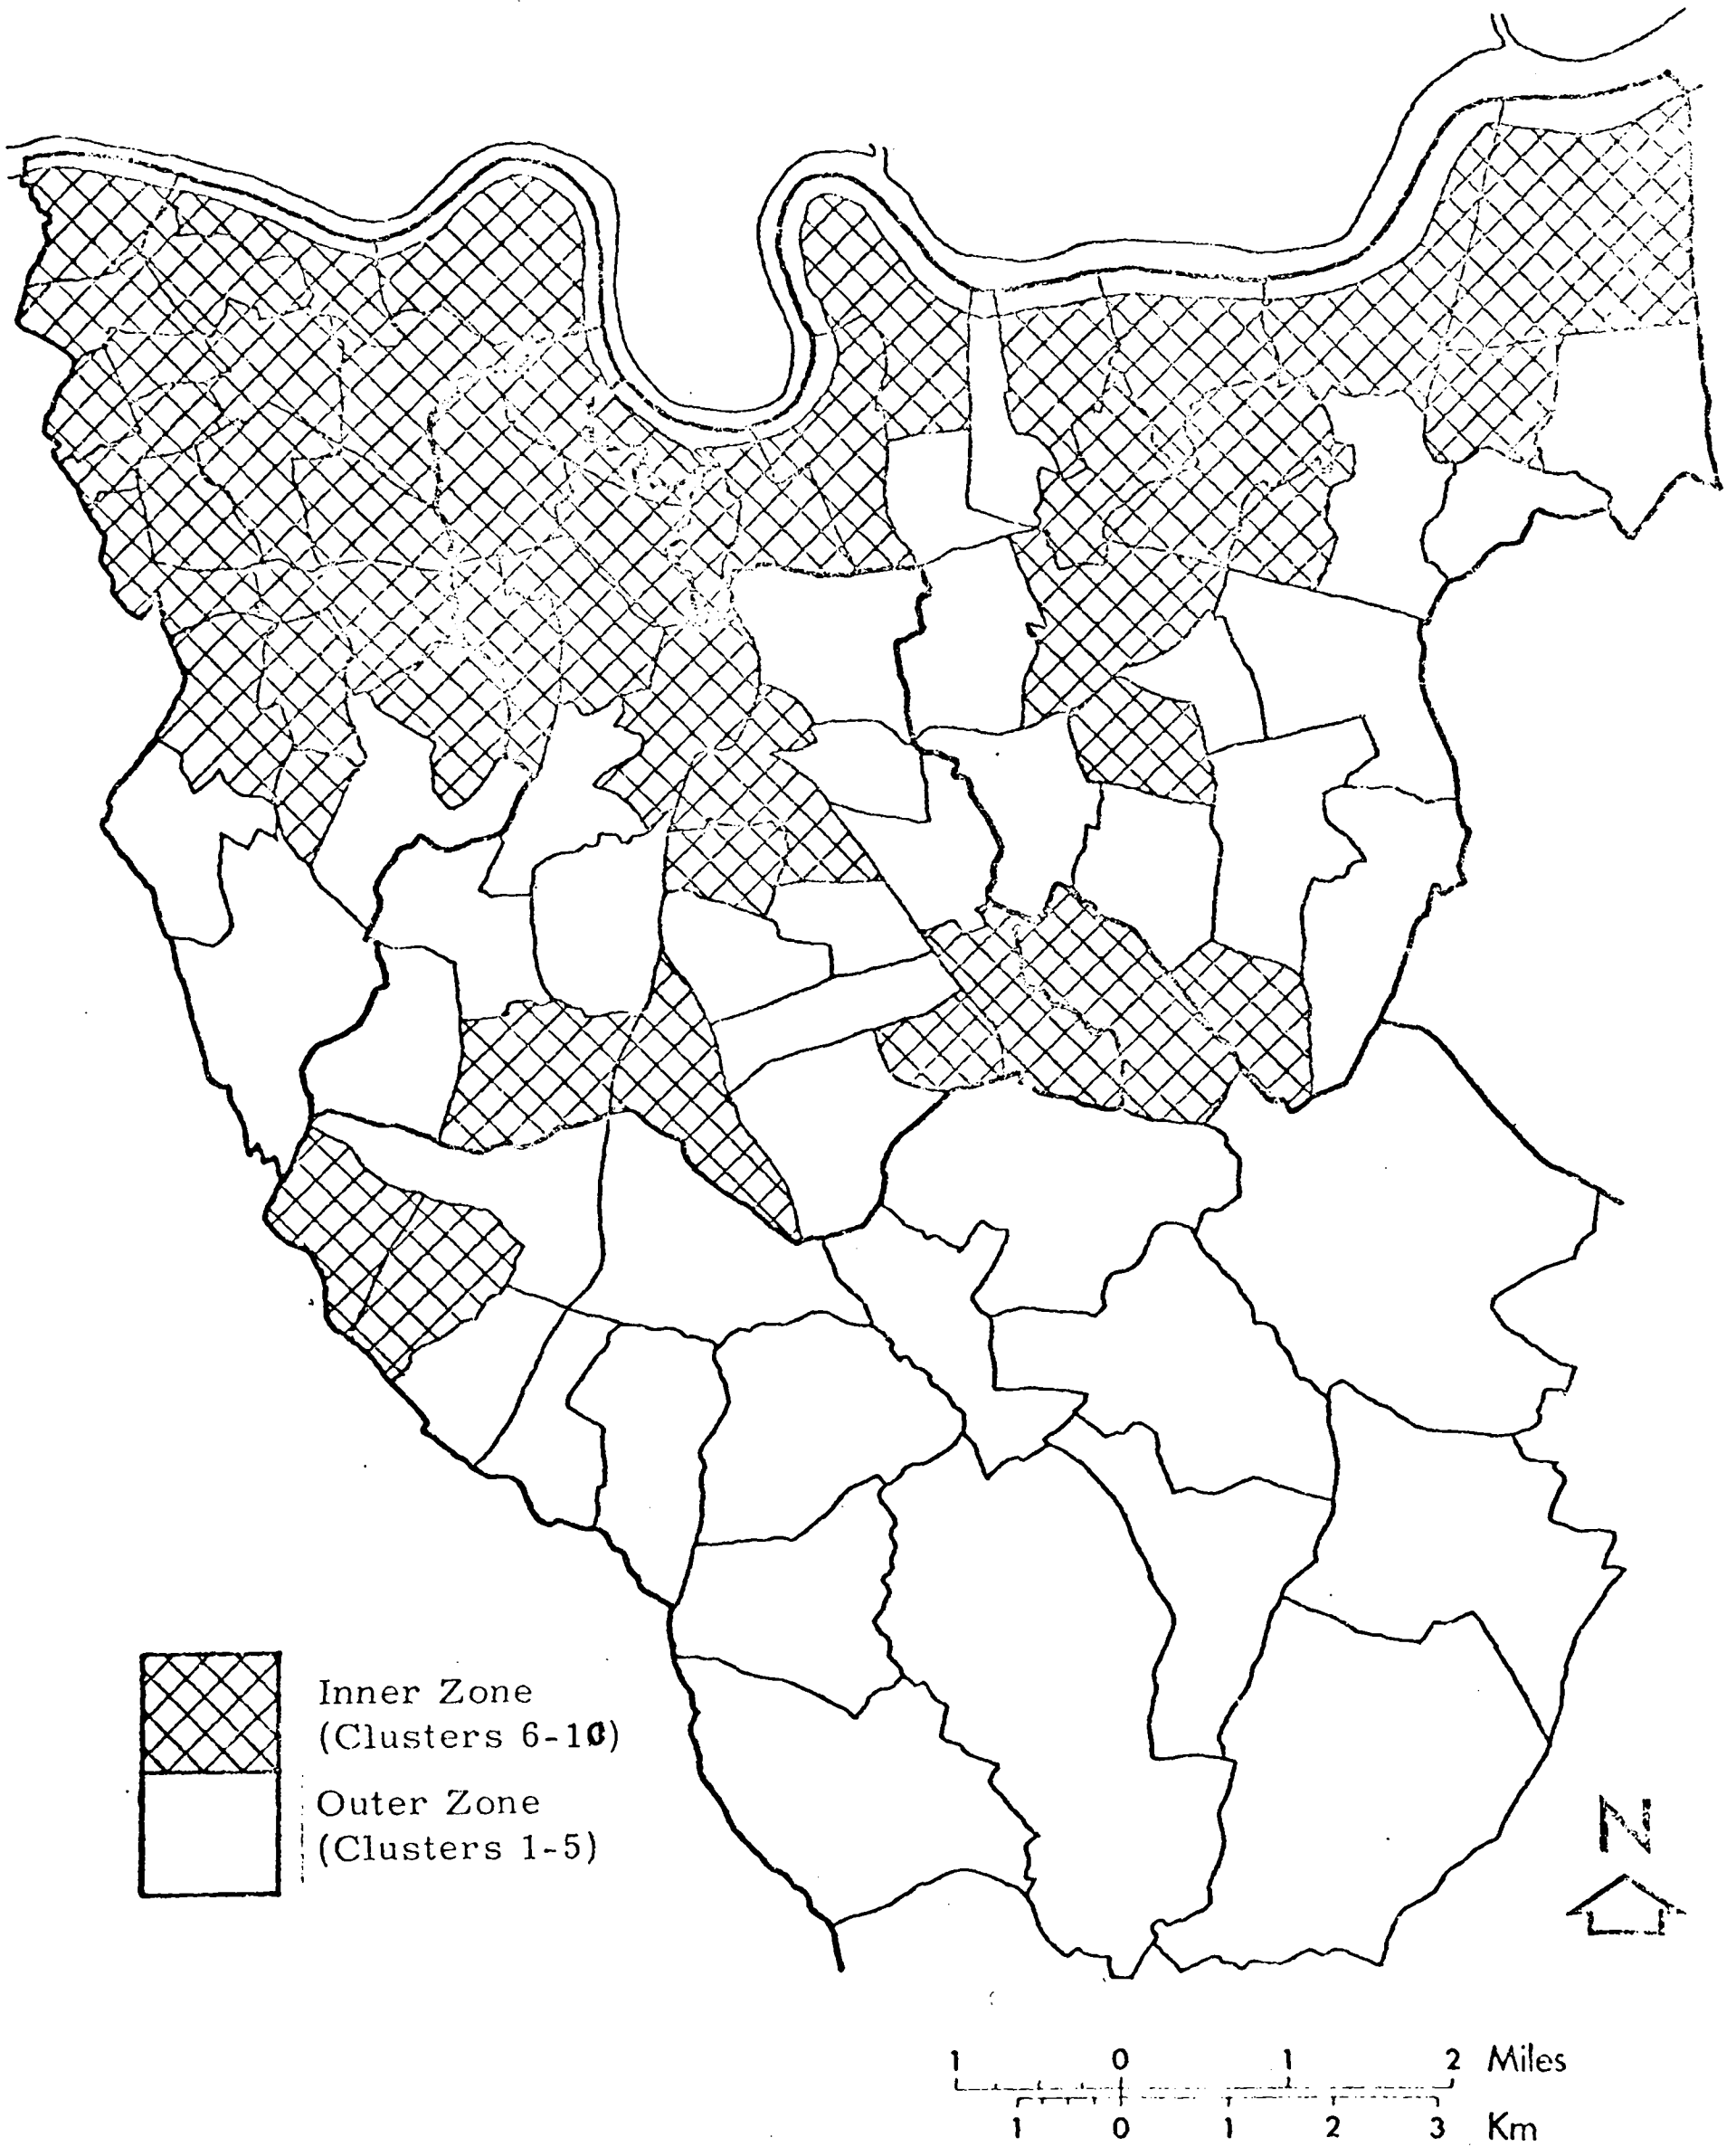 Inner Zone
(Clusters 6-10)
Outer Zone
(Clusters 1-5)
N
1 0 1 2 Miles
1 0 1 2 3 Km